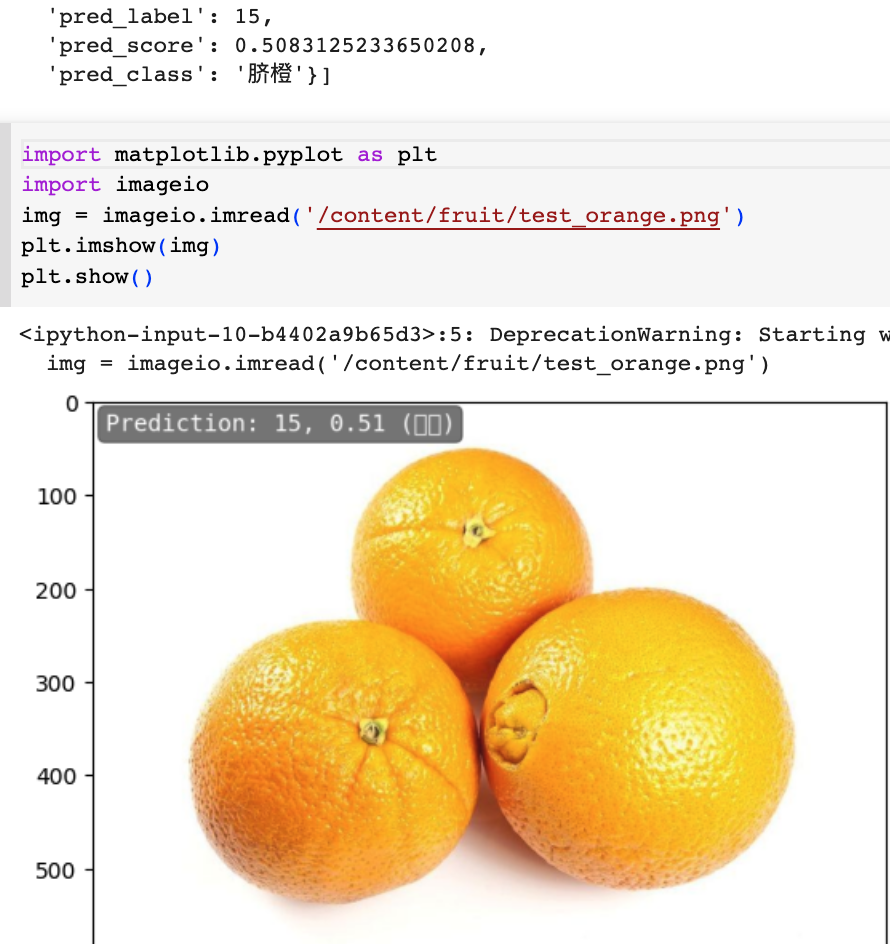 'pred_label': 15,
'pred_score': 0.5083125233650208,
'pred_class': '脐橙'}]
import matplotlib.pyplot as plt
import imageio
img = imageio.imread('/content/fruit/test_orange.png')
plt.imshow(img)
plt.show()
<ipython-input-10-b4402a9b65d3>:5: DeprecationWarning: Starting w
img = imageio.imread('/content/fruit/test_orange.png')
0
Prediction: 15, 0.51 (□□)
100
200
300
400
500